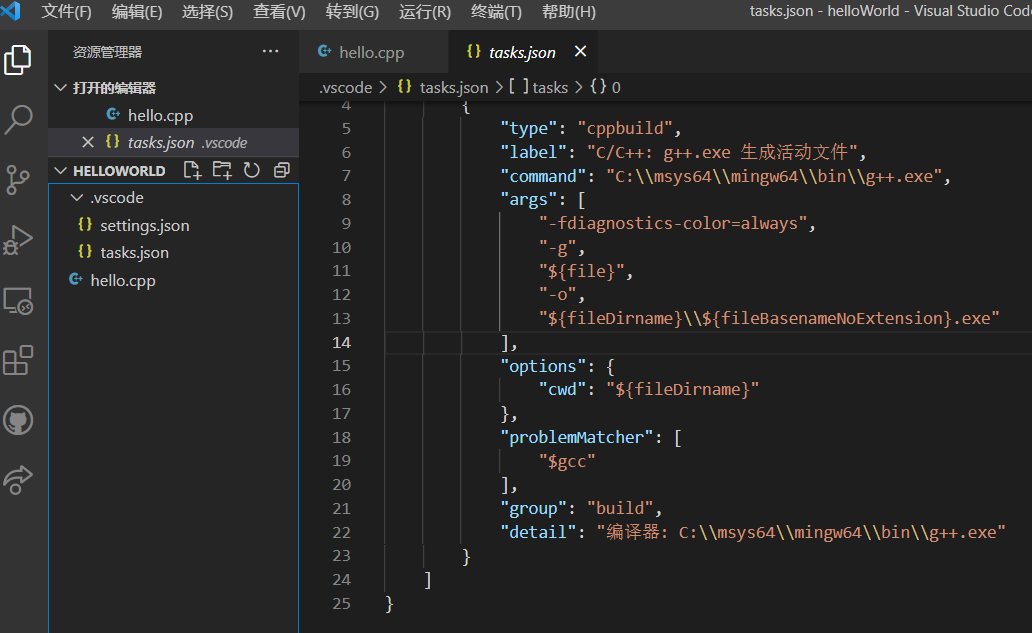 文件(F) 编辑(E) 选择(S) 查看(V) 转到(G) 运行(R) 终端(T) 帮助(H) tasks.json - helloWorld - Visual Studio Code
资源管理器 ···
打开的编辑器
hello.cpp
tasks.json .vscode
HELLOWORLD
.vscode
settings.json
tasks.json
hello.cpp
hello.cpp tasks.json
.vscode > {} tasks.json > [ ] tasks > {} 0
4 {
5 "type": "cppbuild",
6 "label": "C/C++: g++.exe 生成活动文件",
7 "command": "C:\\msys64\\mingw64\\bin\\g++.exe",
8 "args": [
9 "-fdiagnostics-color=always",
10 "-g",
11 "${file}",
12 "-o",
13 "${fileDirname}\\${fileBasenameNoExtension}.exe"
14 ],
15 "options": {
16 "cwd": "${fileDirname}"
17 },
18 "problemMatcher": [
19 "$gcc"
20 ],
21 "group": "build",
22 "detail": "编译器: C:\\msys64\\mingw64\\bin\\g++.exe"
23 }
24 ]
25 }